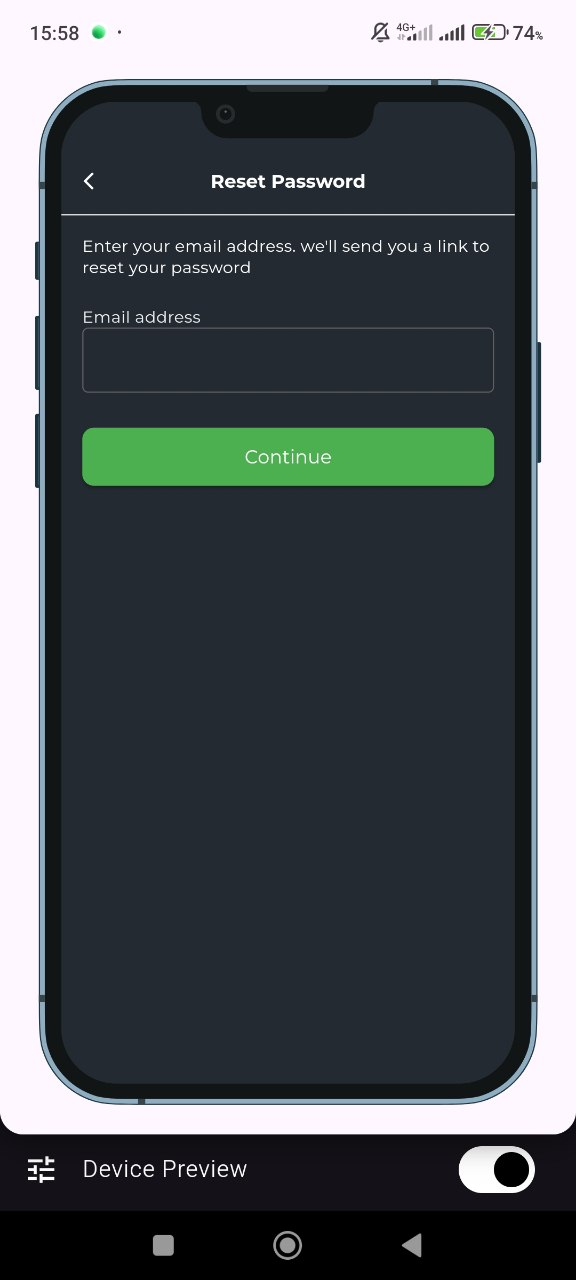 15:58
4G+
74%
Reset Password
Enter your email address. we'll send you a link to
reset your password
Email address
Continue
Device Preview